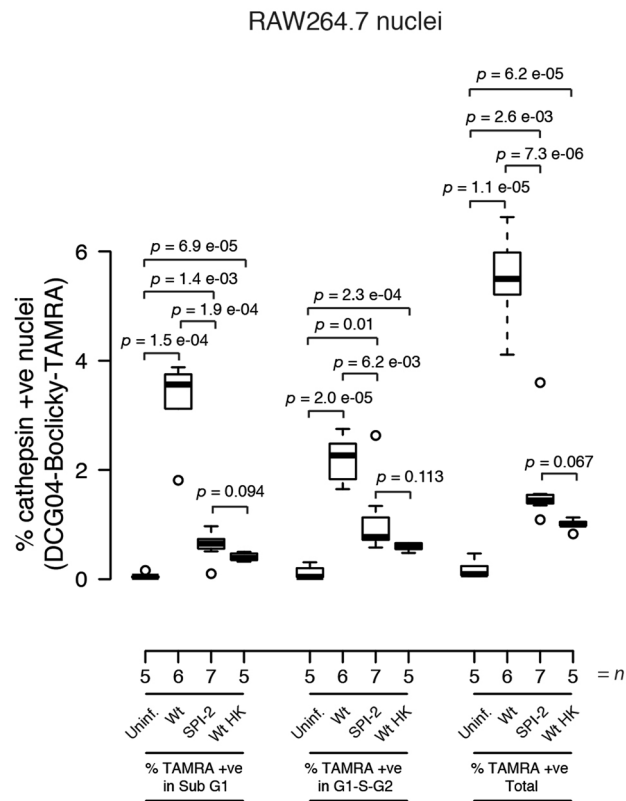 RAW264.7 nuclei
p = 6.2 e-05
p = 2.6 e-03
p = 7.3 e-06
p = 1.1 e-05
p = 6.9 e-05
p = 1.4 e-03
p = 1.9 e-04
p = 1.5 e-04
p = 0.094
p = 2.3 e-04
p = 0.01
p = 6.2 e-03
p = 2.0 e-05
p = 0.113
p = 0.067
% cathepsin +ve nuclei
(DCG04-Boclicky-TAMRA)
6
4
2
0
5 6 7 5 5 6 7 5 5 6 7 5 = n
Uninf. Wt SPI-2 Wt HK Uninf. Wt SPI-2 Wt HK Uninf. Wt SPI-2 Wt HK
% TAMRA +ve
in Sub G1
% TAMRA +ve
in G1-S-G2
% TAMRA +ve
Total